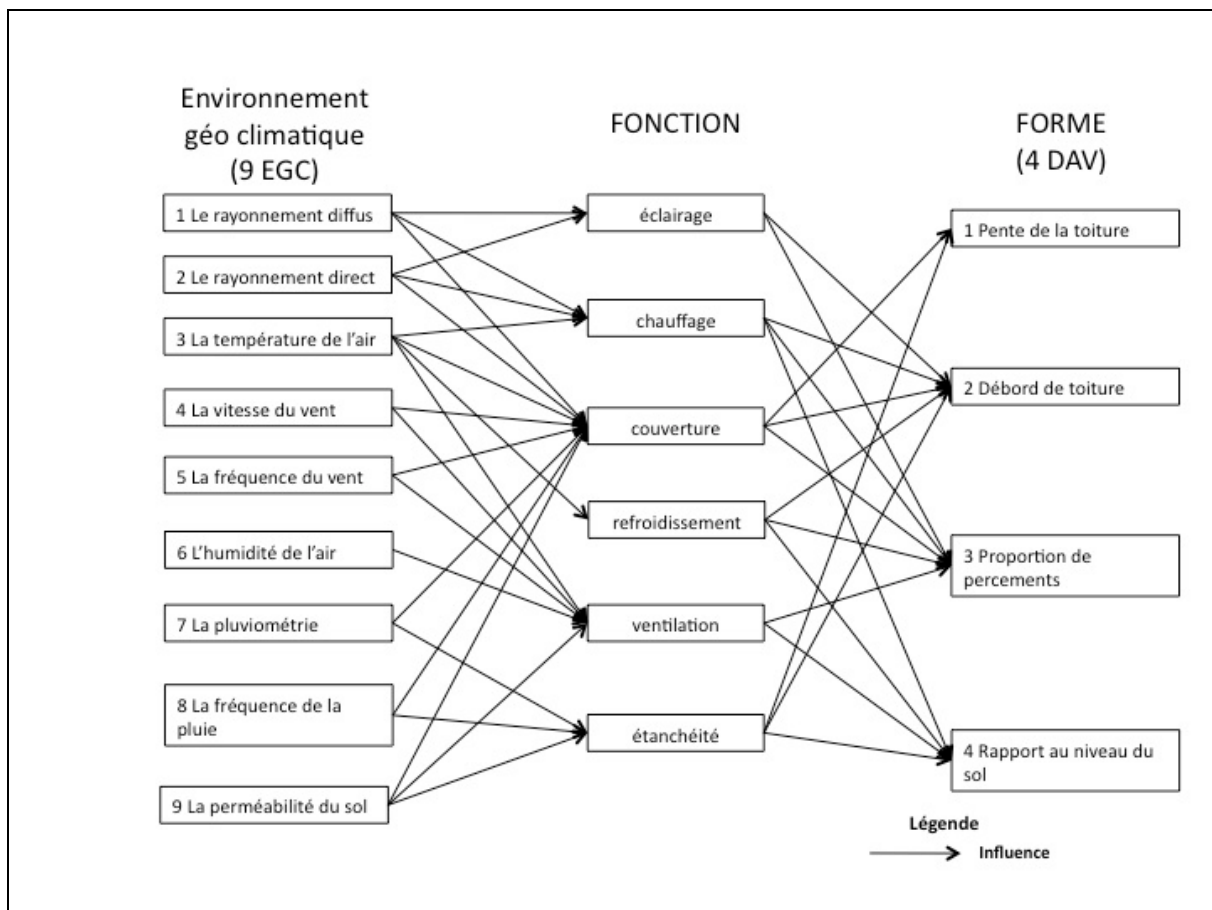 Environnement
géo climatique
(9 EGC)
1 Le rayonnement diffus
2 Le rayonnement direct
3 La température de l'air
4 La vitesse du vent
5 La fréquence du vent
6 L'humidité de l'air
7 La pluviométrie
8 La fréquence de la
pluie
9 La perméabilité du sol
FONCTION
éclairage
chauffage
couverture
refroidissement
ventilation
étanchéité
FORME
(4 DAV)
1 Pente de la toiture
2 Débord de toiture
3 Proportion de
percements
4 Rapport au niveau du
sol
Légende
Influence